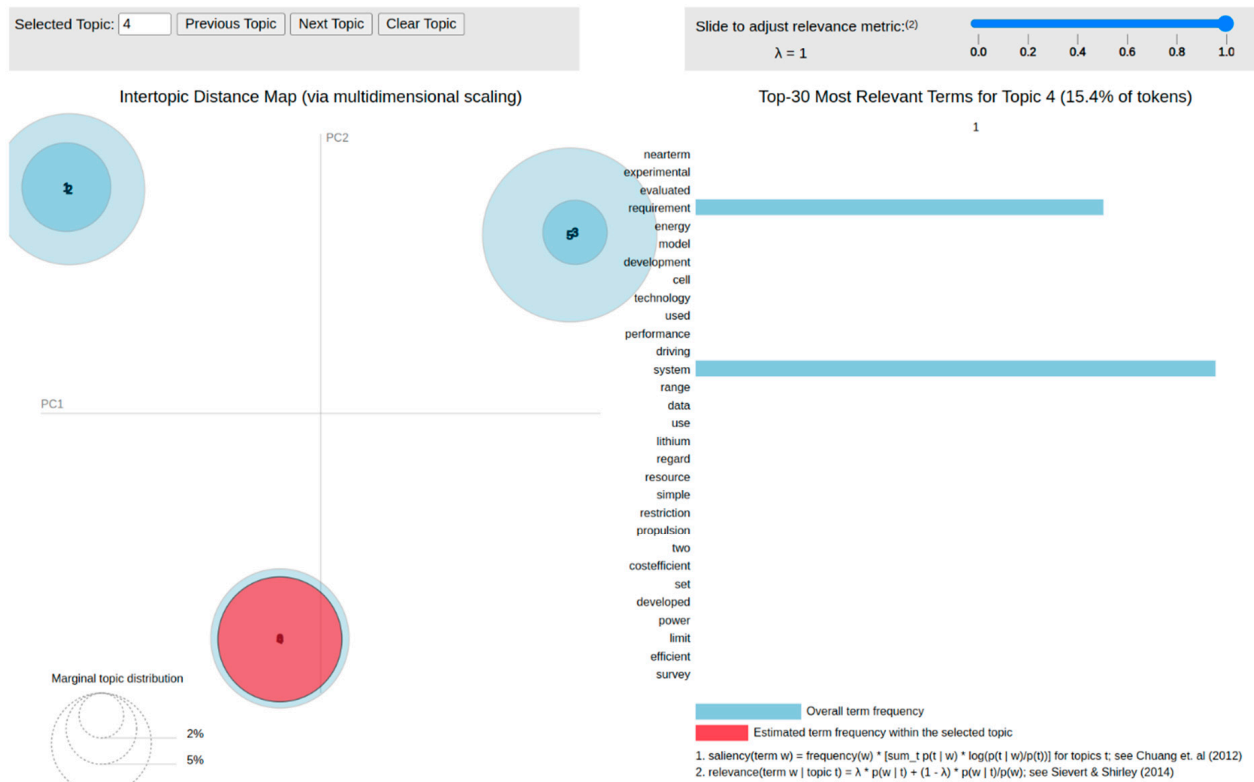 Selected Topic: 4 Previous Topic Next Topic Clear Topic
Slide to adjust relevance metric:(2)
λ = 1
0.0 0.2 0.4 0.6 0.8 1.0
Intertopic Distance Map (via multidimensional scaling)
PC2
PC1
1
2
5
3
Marginal topic distribution
2%
5%
Top-30 Most Relevant Terms for Topic 4 (15.4% of tokens)
1
nearterm
experimental
evaluated
requirement
energy
model
development
cell
technology
used
performance
driving
system
range
data
use
lithium
regard
resource
simple
restriction
propulsion
two
costefficient
set
developed
power
limit
efficient
survey
Overall term frequency
Estimated term frequency within the selected topic
1. saliency(term w) = frequency(w) * [sum_t p(t | w) * log(p(t | w)/p(t))] for topics t; see Chuang et. al (2012)
2. relevance(term w | topic t) = λ * p(w | t) + (1 - λ) * p(w | t)/p(w); see Sievert & Shirley (2014)